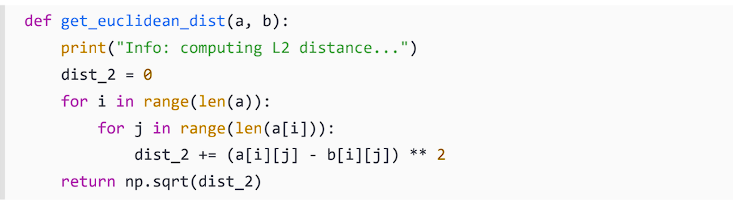 def get_euclidean_dist(a, b):
    print("Info: computing L2 distance...")
    dist_2 = 0
    for i in range(len(a)):
        for j in range(len(a[i])):
            dist_2 += (a[i][j] - b[i][j]) ** 2
    return np.sqrt(dist_2)